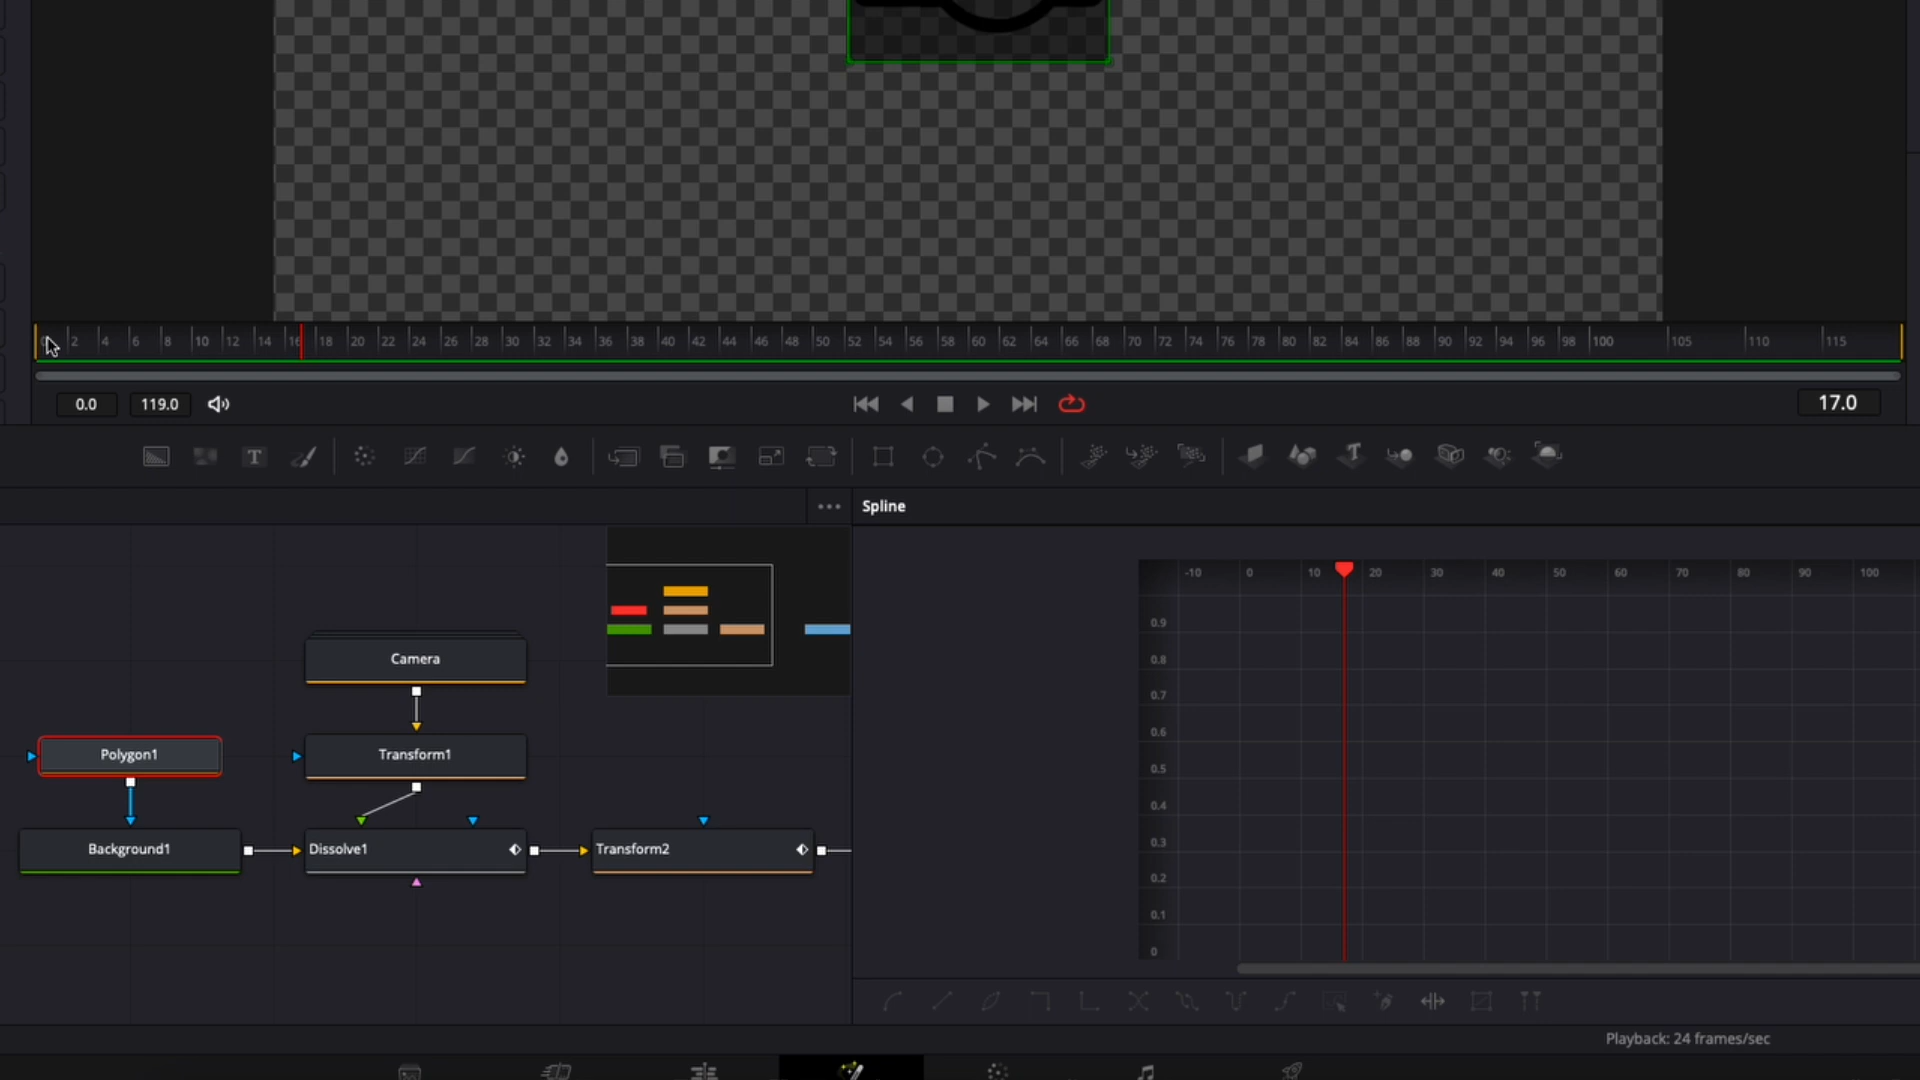 2 4 6 8 10 12 14 16 18 20 22 24 26 28 30 32 34 36 38 40 42 44 46 48 50 52 54 56 58 60 62 64 66 68 70 72 74 76 78 80 82 84 86 88 90 92 94 96 98 100 105 110 115
0.0 119.0 17.0
T
Spline
-10 0 10 20 30 40 50 60 70 80 90 100
0.9
0.8
0.7
0.6
0.5
0.4
0.3
0.2
0.1
0
Camera
Polygon1 Transform1
Background1 Dissolve1 Transform2
Playback: 24 frames/sec